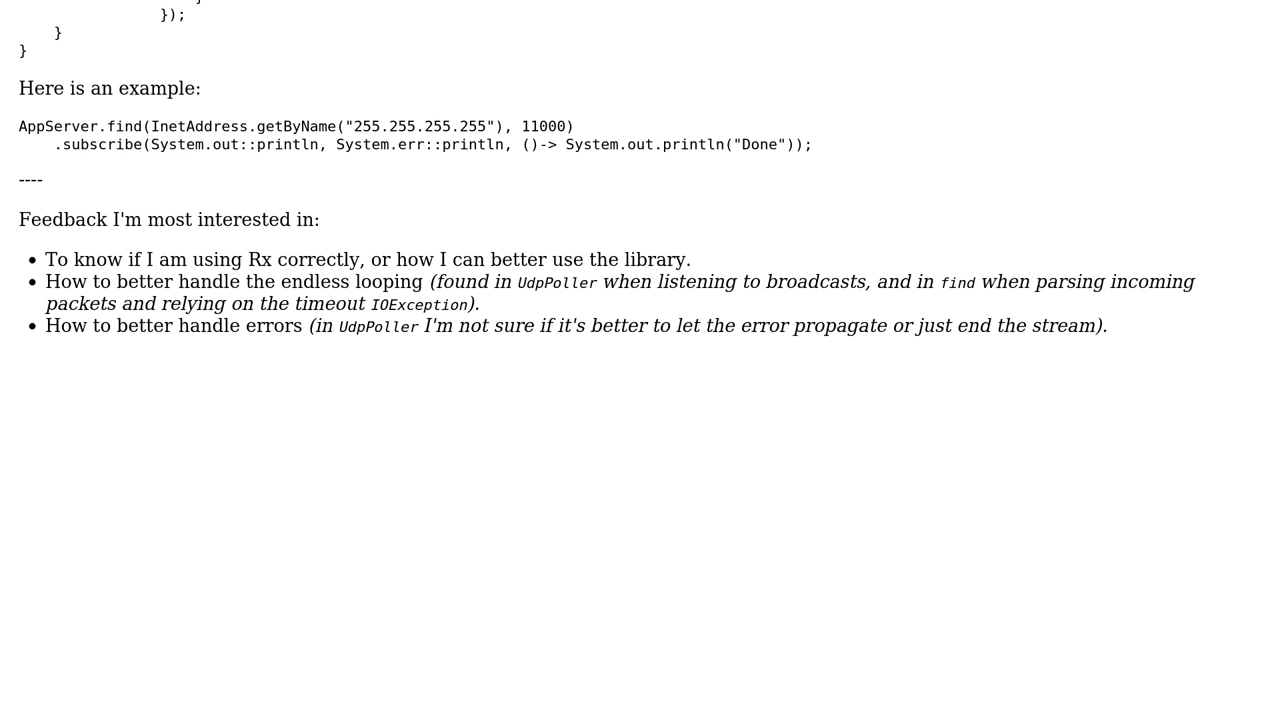 });
}
}
Here is an example:
AppServer.find(InetAddress.getByName("255.255.255.255"), 11000)
.subscribe(System.out::println, System.err::println, ()-> System.out.println("Done"));
----
Feedback I'm most interested in:
• To know if I am using Rx correctly, or how I can better use the library.
• How to better handle the endless looping (found in UdpPoller when listening to broadcasts, and in find when parsing incoming
packets and relying on the timeout IOException).
• How to better handle errors (in UdpPoller I'm not sure if it's better to let the error propagate or just end the stream).